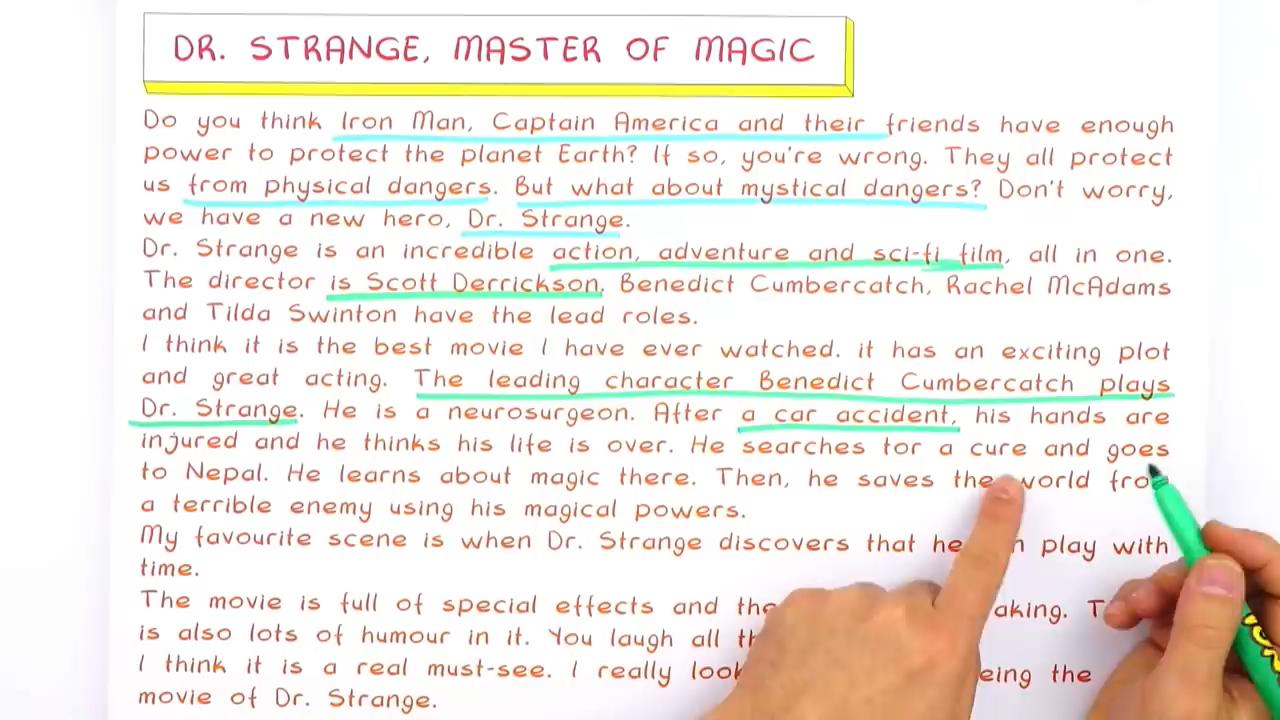 DR. STRANGE, MASTER OF MAGIC
Do you think Iron Man, Captain America and their friends have enough
power to protect the planet Earth? If so, you're wrong. They all protect
us from physical dangers. But what about mystical dangers? Don't worry,
we have a new hero, Dr. Strange.
Dr. Strange is an incredible action, adventure and sci-fi film, all in one.
The director is Scott Derrickson. Benedict Cumbercatch, Rachel McAdams
and Tilda Swinton have the lead roles.
I think it is the best movie I have ever watched. it has an exciting plot
and great acting. The leading character Benedict Cumbercatch plays
Dr. Strange. He is a neurosurgeon. After a car accident, his hands are
injured and he thinks his life is over. He searches for a cure and goes
to Nepal. He learns about magic there. Then, he saves the world
a terrible enemy using his magical powers.
My favourite scene is when Dr. Strange discovers that he play with
time.
The movie is full of special effects and
is also lots of humour in it. You laugh all
I think it is a real must-see. I really the
movie of Dr. Strange.